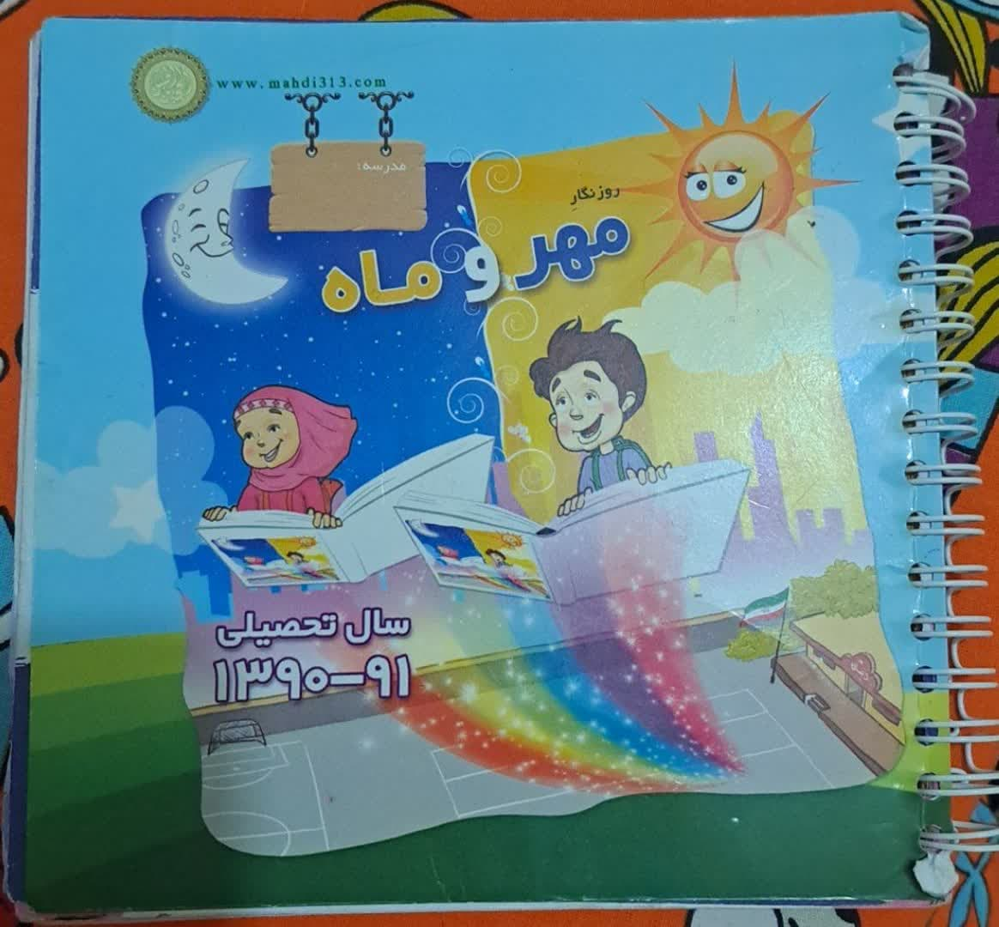 www.mahdi313.com
مدرسه:
روزنگارِ
مهر و ماه
سال تحصیلی
۱۳۹۰-۹۱